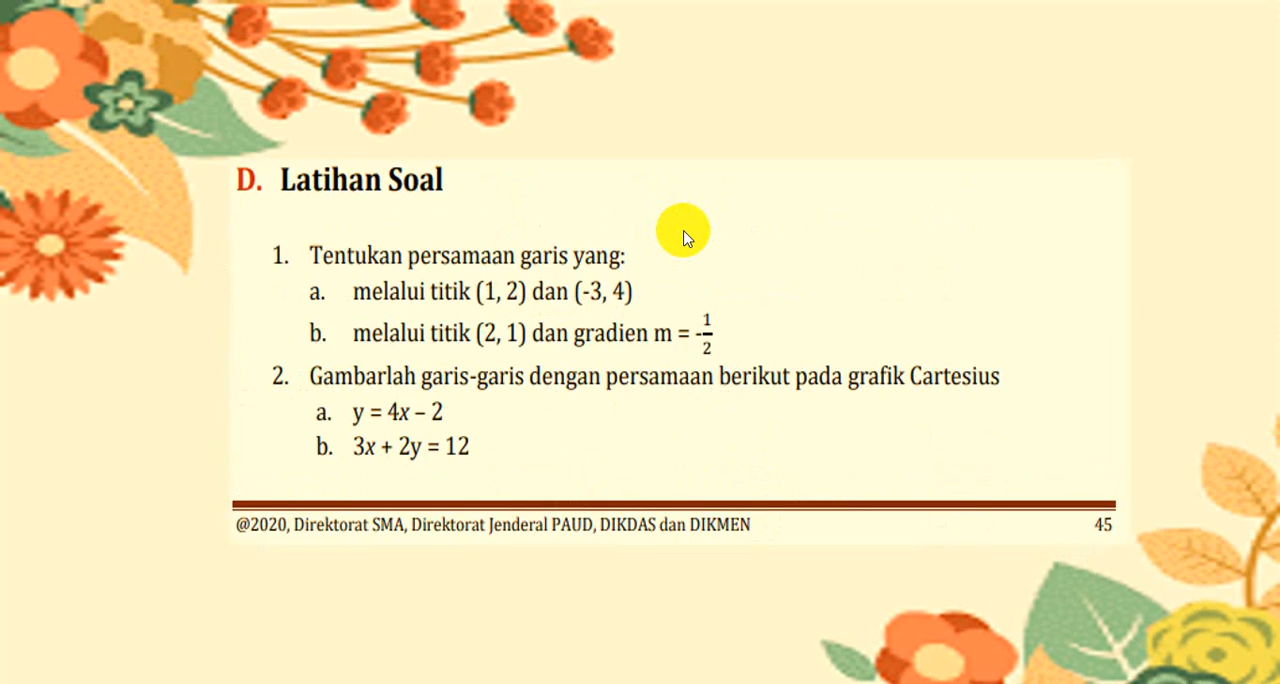 D. Latihan Soal
1. Tentukan persamaan garis yang:
a. melalui titik (1, 2) dan (-3, 4)
b. melalui titik (2, 1) dan gradien m = -1/2
2. Gambarlah garis-garis dengan persamaan berikut pada grafik Cartesius
a. y = 4x – 2
b. 3x + 2y = 12
@2020, Direktorat SMA, Direktorat Jenderal PAUD, DIKDAS dan DIKMEN 45